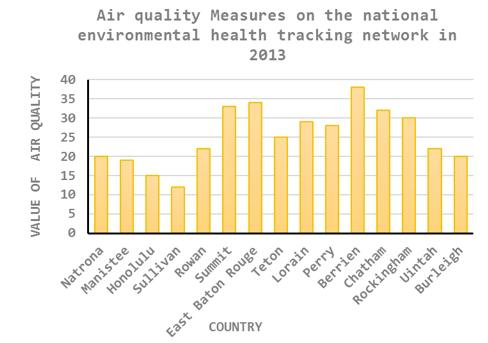 Air quality Measures on the national
environmental health tracking network in
2013
VALUE OF  AIR QUALITY
40
35
30
25
20
15
10
5
0
Natrona
Manistee
Honolulu
Sullivan
Rowan
Summit
East Baton Rouge
Teton
Lorain
Perry
Berrien
Chatham
Rockingham
Uintah
Burleigh
COUNTRY